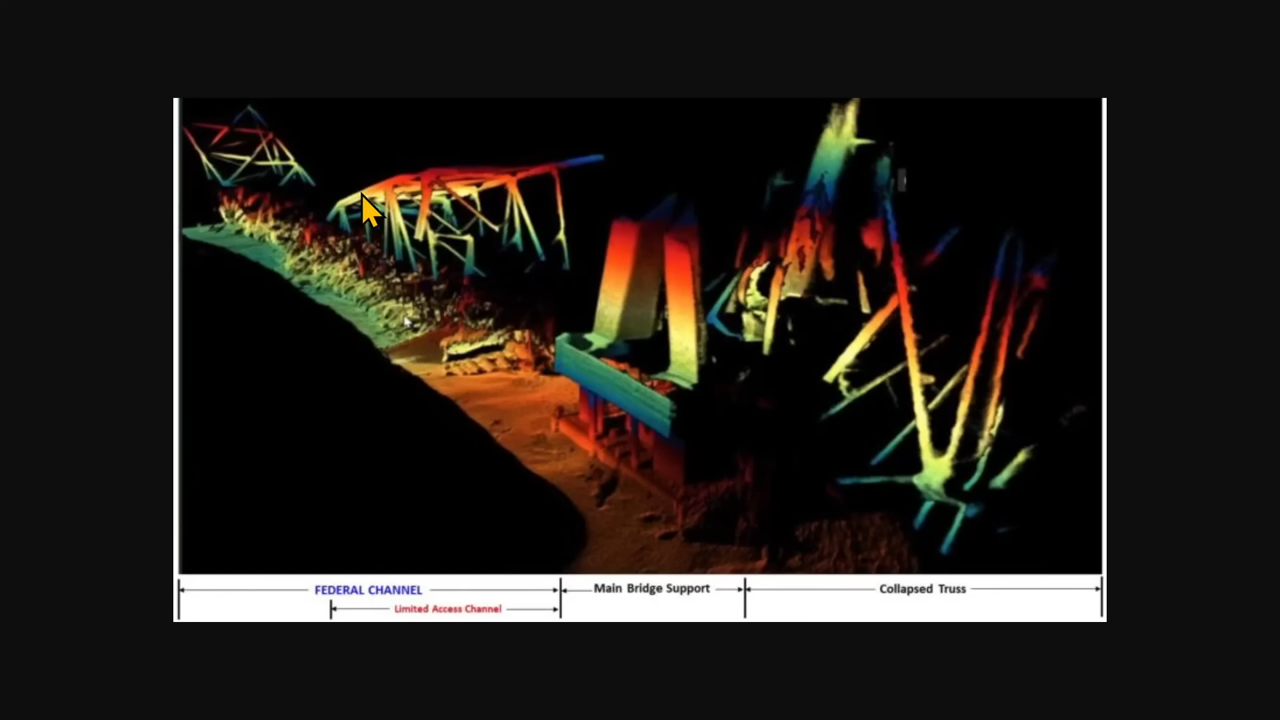 FEDERAL CHANNEL
Main Bridge Support
Collapsed Truss
Limited Access Channel